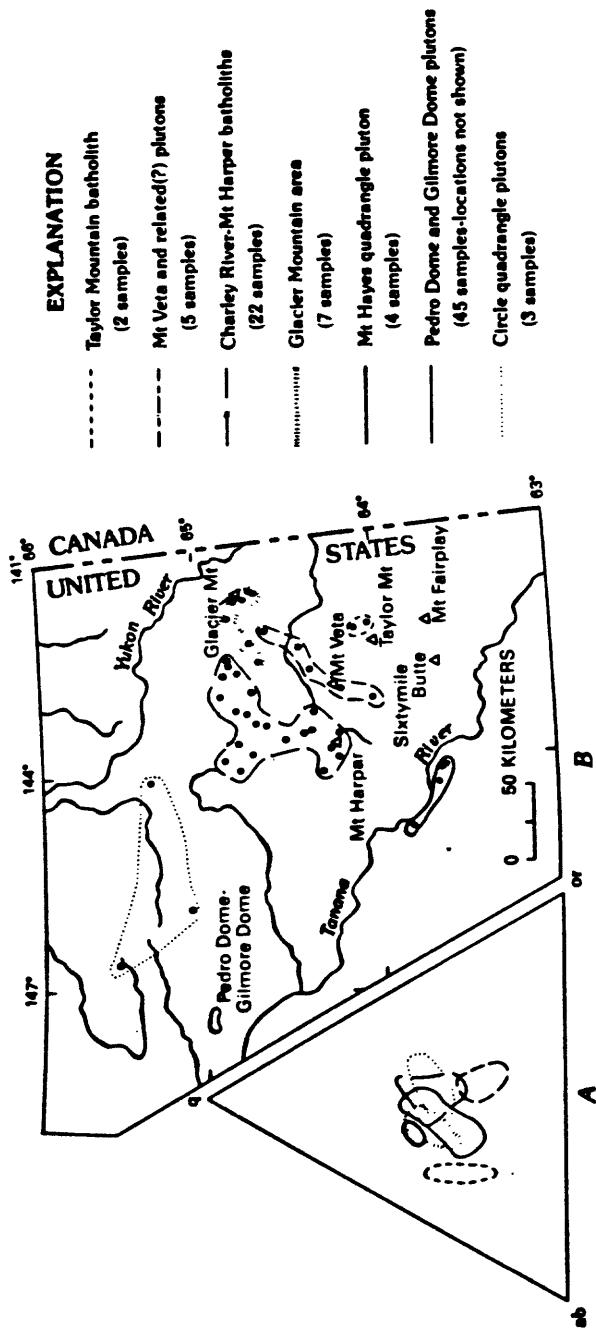 EXPLANATION
Taylor Mountain batholith
(2 samples)
Mt Veta and related(?) plutons
(5 samples)
Charley River-Mt Harper batholiths
(22 samples)
Glacier Mountain area
(7 samples)
Mt Hayes quadrangle pluton
(4 samples)
Pedro Dome and Gilmore Dome plutons
(45 samples-locations not shown)
Circle quadrangle plutons
(3 samples)
147°
144°
141°
66°
CANADA
UNITED
STATES
65°
64°
63°
Yukon River
Glacier Mt
Pedro Dome-
Gilmore Dome
Mt Veta
Taylor Mt
Mt Fairplay
Sixtymile
Butte
Mt Harper
Tanana
River
0 50 KILOMETERS
B
q
ab
or
A